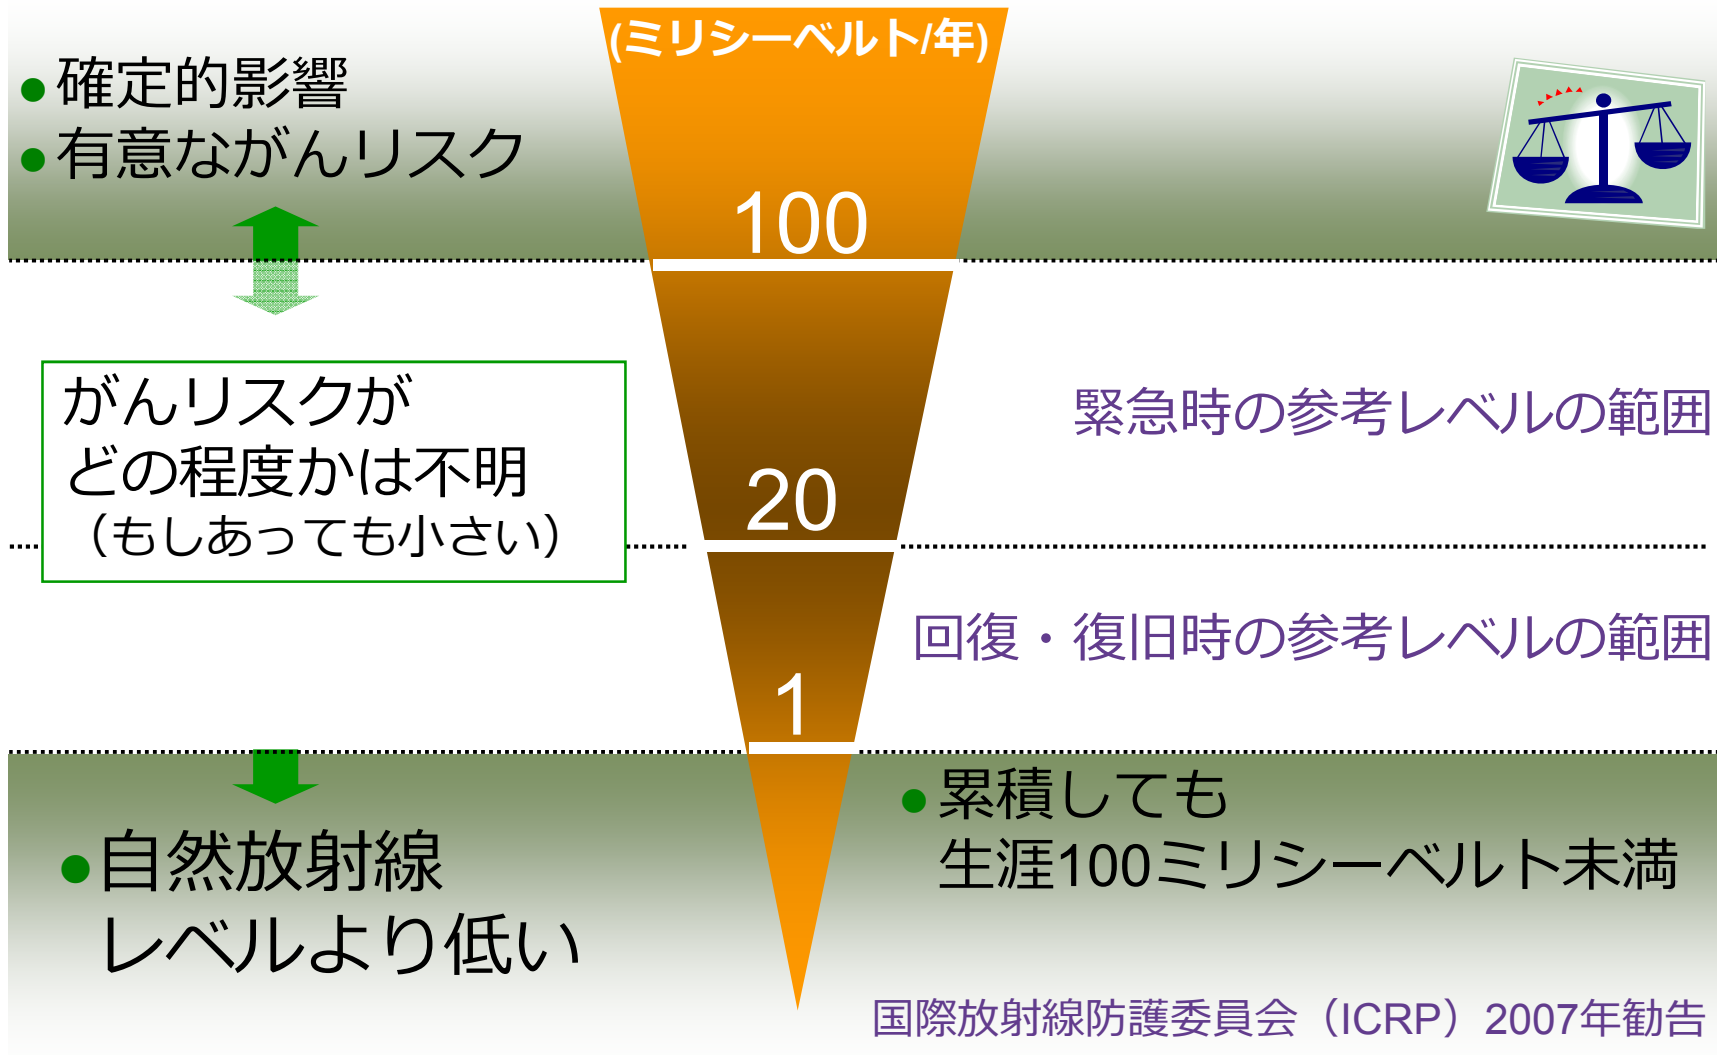 (ミリシーベルト/年)
●確定的影響
●有意ながんリスク
100
がんリスクが
どの程度かは不明
（もしあっても小さい）
緊急時の参考レベルの範囲
20
回復・復旧時の参考レベルの範囲
1
●自然放射線
レベルより低い
●累積しても
生涯100ミリシーベルト未満
国際放射線防護委員会（ICRP）2007年勧告